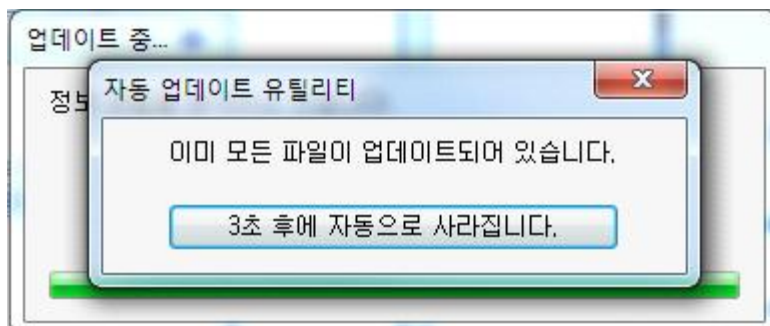 업데이트 중...
자동 업데이트 유틸리티
이미 모든 파일이 업데이트되어 있습니다.
3초 후에 자동으로 사라집니다.